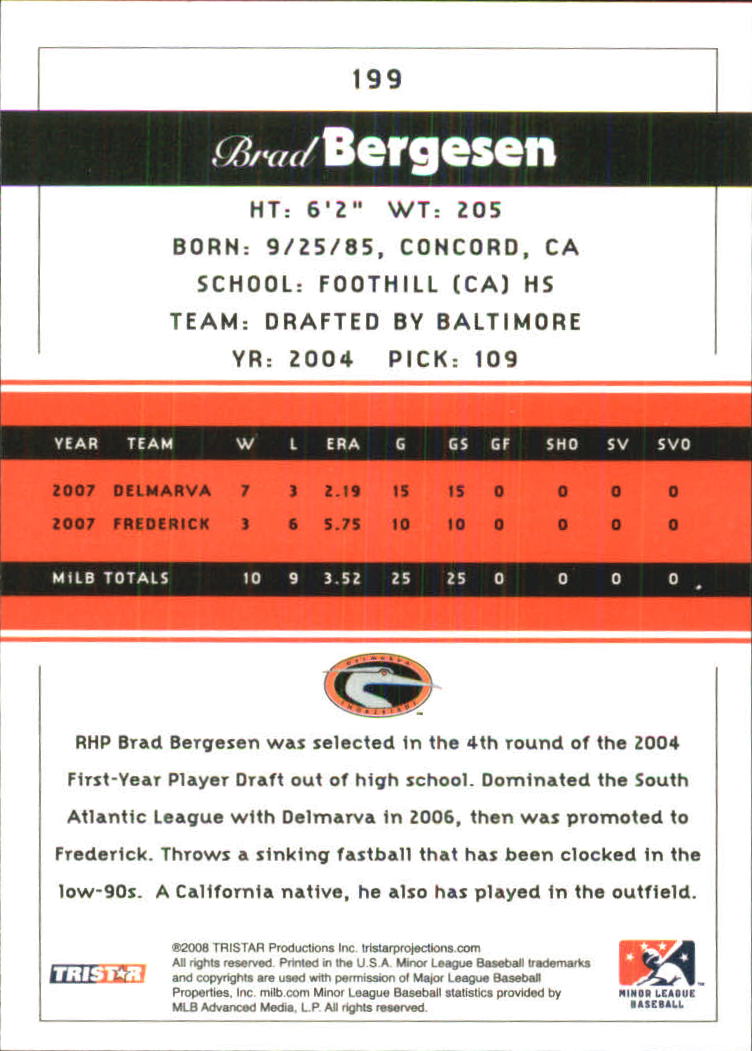 199
Brad Bergesen
HT: 6'2" WT: 205
BORN: 9/25/85, CONCORD, CA
SCHOOL: FOOTHILL (CA) HS
TEAM: DRAFTED BY BALTIMORE
YR: 2004 PICK: 109
YEAR TEAM W L ERA G GS GF SHO SV SVO
2007 DELMARVA 7 3 2.19 15 15 0 0 0 0
2007 FREDERICK 3 6 5.75 10 10 0 0 0 0
MiLB TOTALS 10 9 3.52 25 25 0 0 0 0
DELMARVA
SHOREBIRDS
TM
RHP Brad Bergesen was selected in the 4th round of the 2004
First-Year Player Draft out of high school. Dominated the South
Atlantic League with Delmarva in 2006, then was promoted to
Frederick. Throws a sinking fastball that has been clocked in the
low-90s. A California native, he also has played in the outfield.
©2008 TRISTAR Productions Inc. tristarprojections.com
All rights reserved. Printed in the U.S.A. Minor League Baseball trademarks
and copyrights are used with permission of Major League Baseball
Properties, Inc. milb.com Minor League Baseball statistics provided by
MLB Advanced Media, L.P. All rights reserved.
TRISTAR
MINOR LEAGUE
BASEBALL
TM